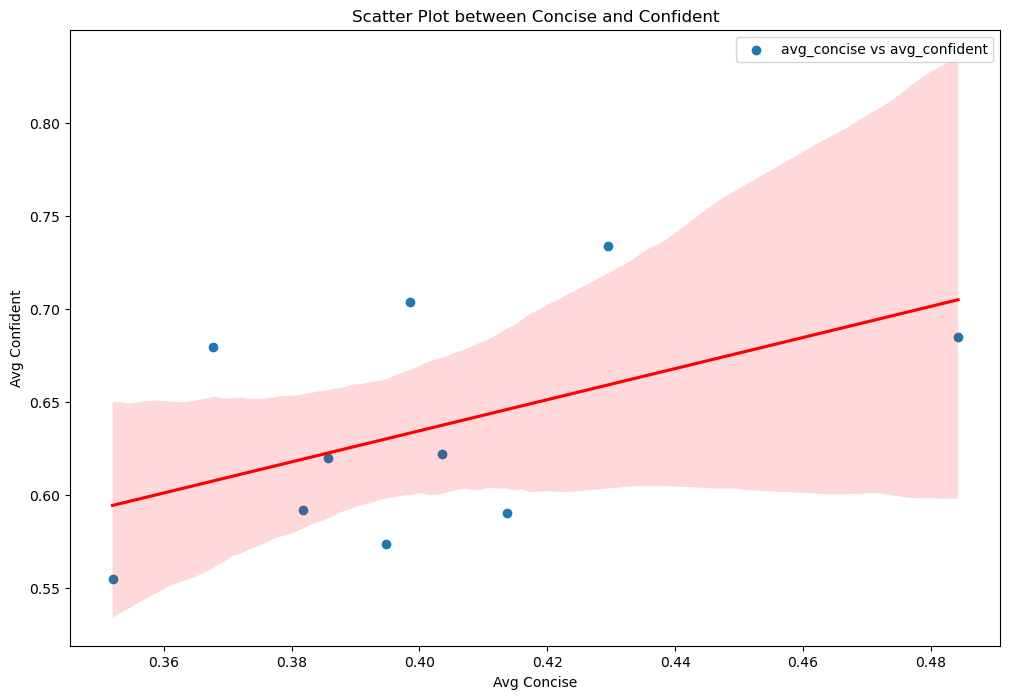 Scatter Plot between Concise and Confident
avg_concise vs avg_confident
0.80
0.75
0.70
0.65
0.60
0.55
Avg Confident
0.36 0.38 0.40 0.42 0.44 0.46 0.48
Avg Concise